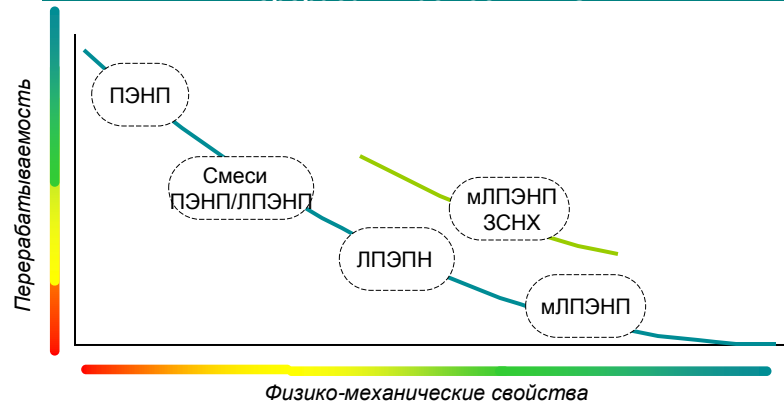 Перерабатываемость
ПЭНП
Смеси
ПЭНП/ЛПЭНП
мЛПЭНП
ЗСНХ
ЛПЭПН
мЛПЭНП
Физико-механические свойства